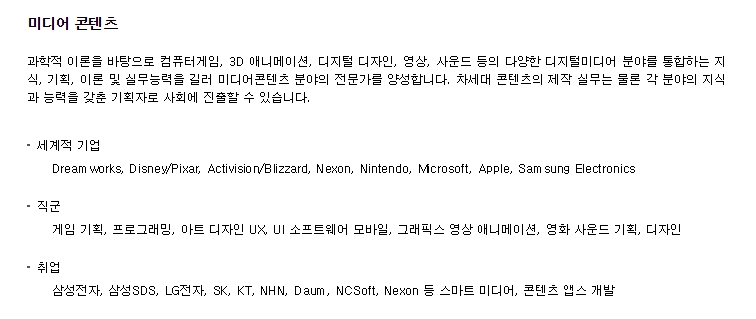 미디어 콘텐츠
과학적 이론을 바탕으로 컴퓨터게임, 3D 애니메이션, 디지털 디자인, 영상, 사운드 등의 다양한 디지털미디어 분야를 통합하는 지
식, 기획, 이론 및 실무능력을 길러 미디어콘텐츠 분야의 전문가를 양성합니다. 차세대 콘텐츠의 제작 실무는 물론 각 분야의 지식
과 능력을 갖춘 기획자로 사회에 진출할 수 있습니다.
- 세계적 기업
Dreamworks, Disney/Pixar, Activision/Blizzard, Nexon, Nintendo, Microsoft, Apple, Samsung Electronics
- 직군
게임 기획, 프로그래밍, 아트 디자인 UX, UI 소프트웨어 모바일, 그래픽스 영상 애니메이션, 영화 사운드 기획, 디자인
- 취업
삼성전자, 삼성SDS, LG전자, SK, KT, NHN, Daum, NCSoft, Nexon 등 스마트 미디어, 콘텐츠 앱스 개발